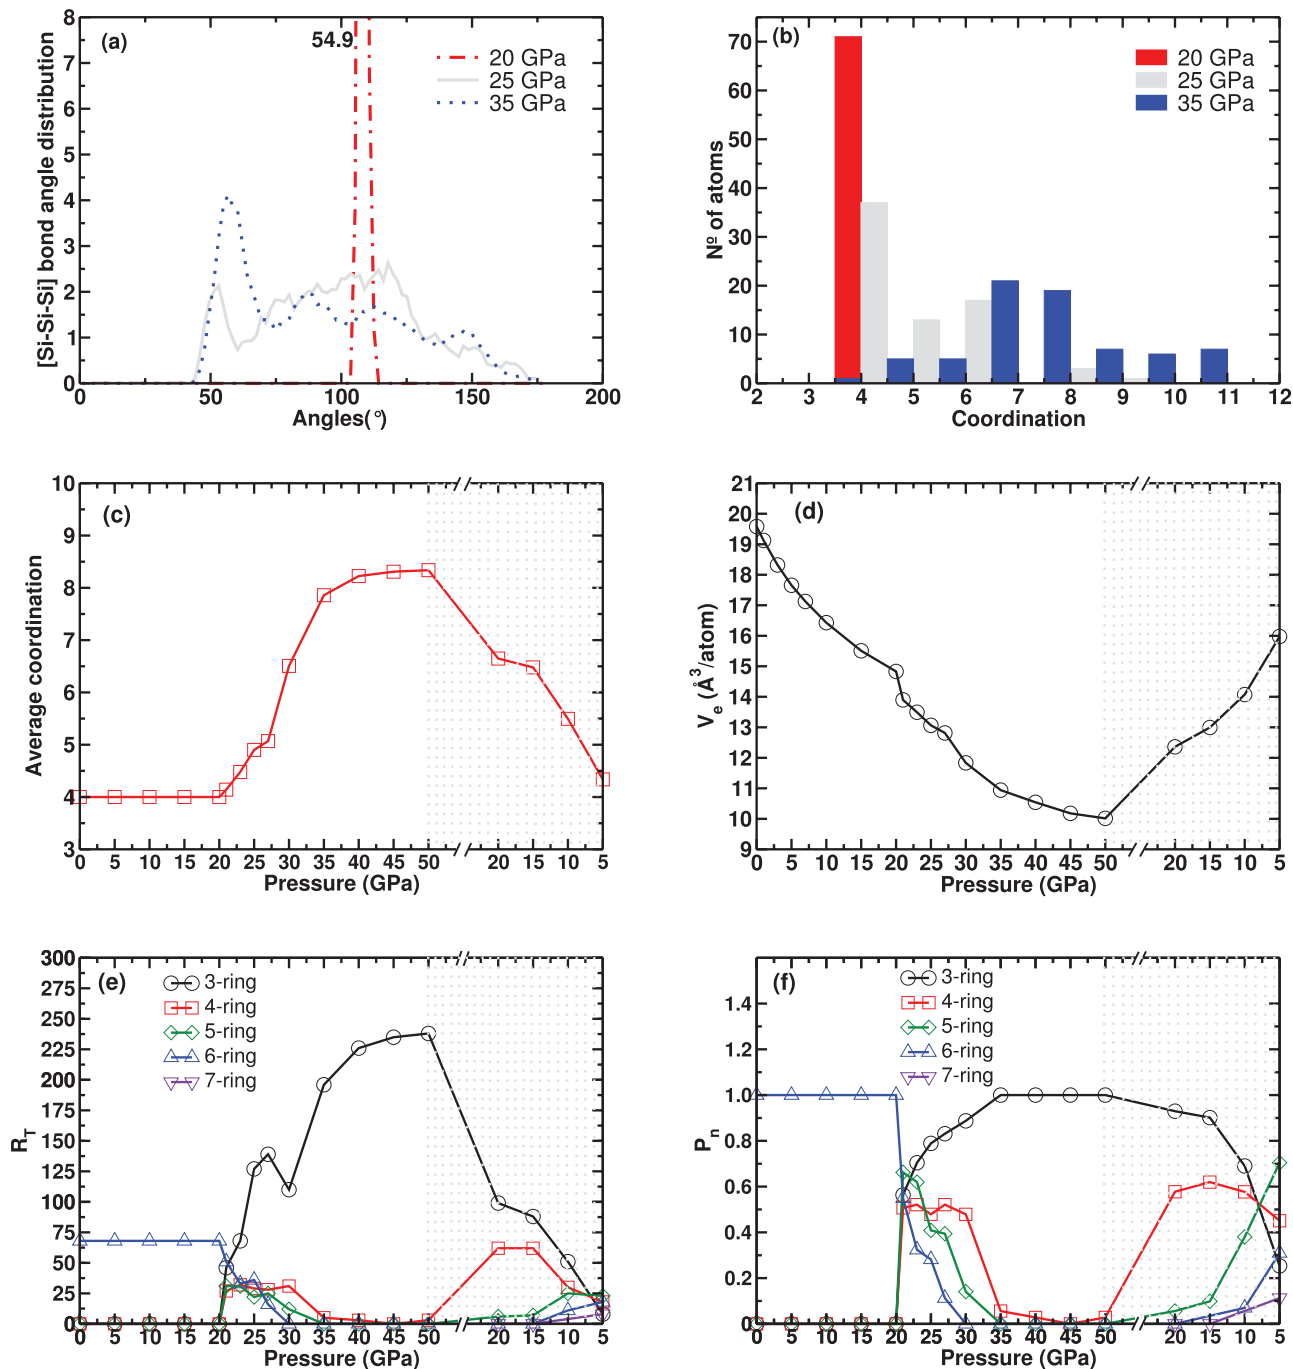 (a)
54.9
20 GPa
25 GPa
35 GPa
[Si-Si-Si] bond angle distribution
8
7
6
5
4
3
2
1
0
0 50 100 150 200
Angles(°)
(b)
20 GPa
25 GPa
35 GPa
Nº of atoms
70
60
50
40
30
20
10
0
2 3 4 5 6 7 8 9 10 11 12
Coordination
(c)
Average coordination
10
9
8
7
6
5
4
3
0 5 10 15 20 25 30 35 40 45 50 20 15 10 5
Pressure (GPa)
(d)
Vₑ (Å³/atom)
21
20
19
18
17
16
15
14
13
12
11
10
9
0 5 10 15 20 25 30 35 40 45 50 20 15 10 5
Pressure (GPa)
(e)
3-ring
4-ring
5-ring
6-ring
7-ring
R_T
300
275
250
225
200
175
150
125
100
75
50
25
0
0 5 10 15 20 25 30 35 40 45 50 20 15 10 5
Pressure (GPa)
(f)
3-ring
4-ring
5-ring
6-ring
7-ring
Pₙ
1.4
1.2
1.0
0.8
0.6
0.4
0.2
0.0
0 5 10 15 20 25 30 35 40 45 50 20 15 10 5
Pressure (GPa)